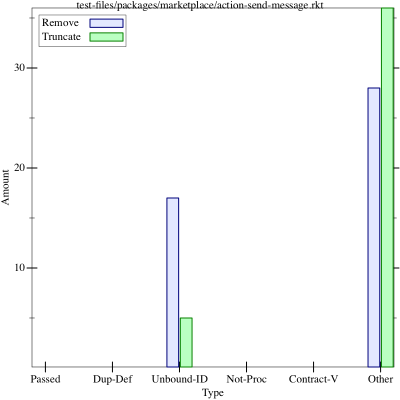 test-files/packages/marketplace/action-send-message.rkt
Remove
Truncate
30
20
10
Amount
Passed Dup-Def Unbound-ID Not-Proc Contract-V Other
Type